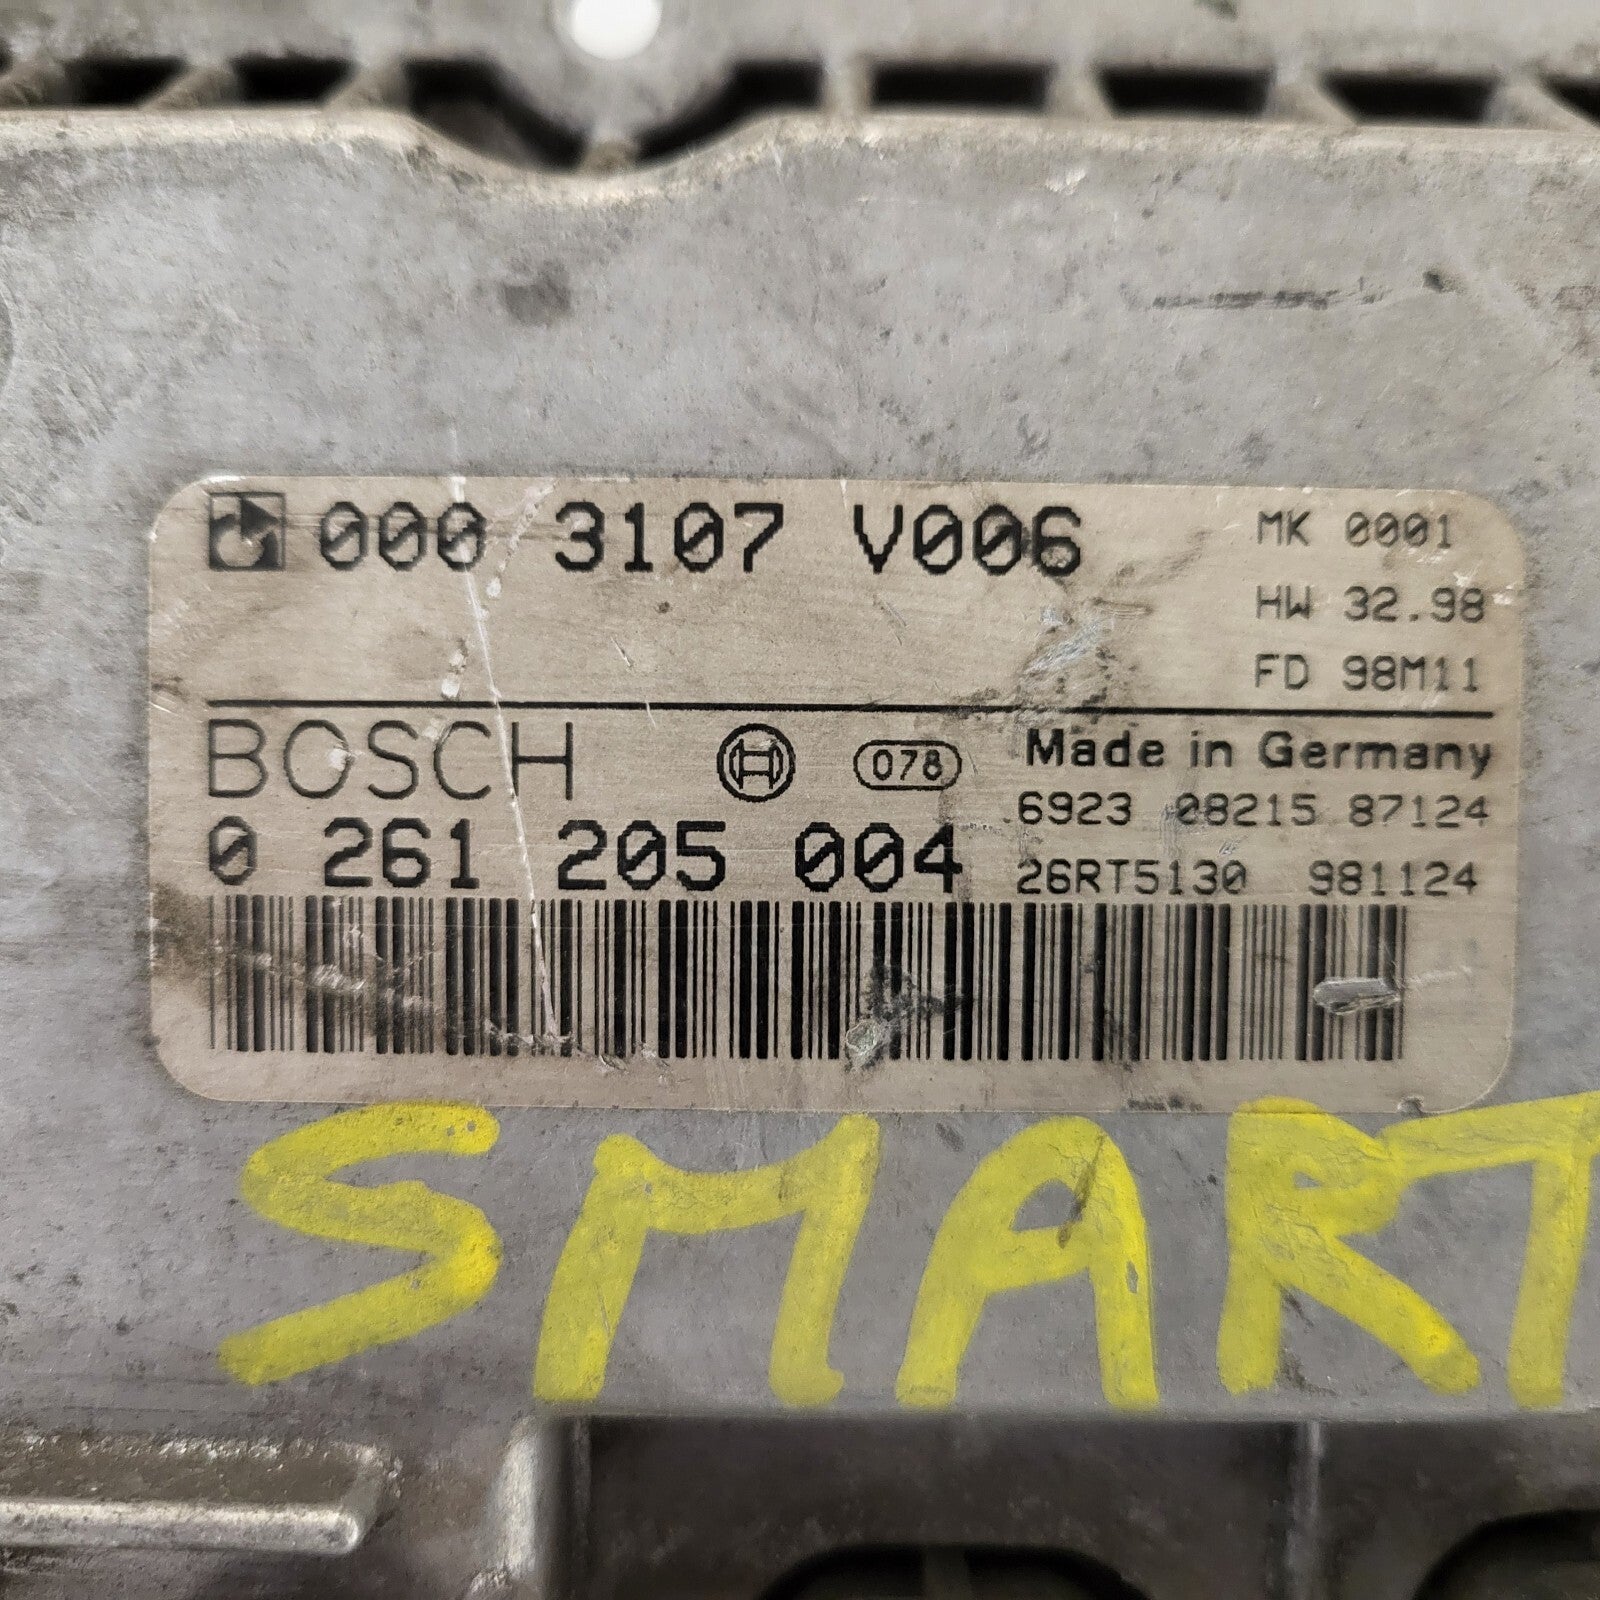 000 3107 V006 MK 0001
HW 32.98
FD 98M11
BOSCH 078 Made in Germany
6923 08215 87124
0 261 205 004 26RT5130 981124
SMART